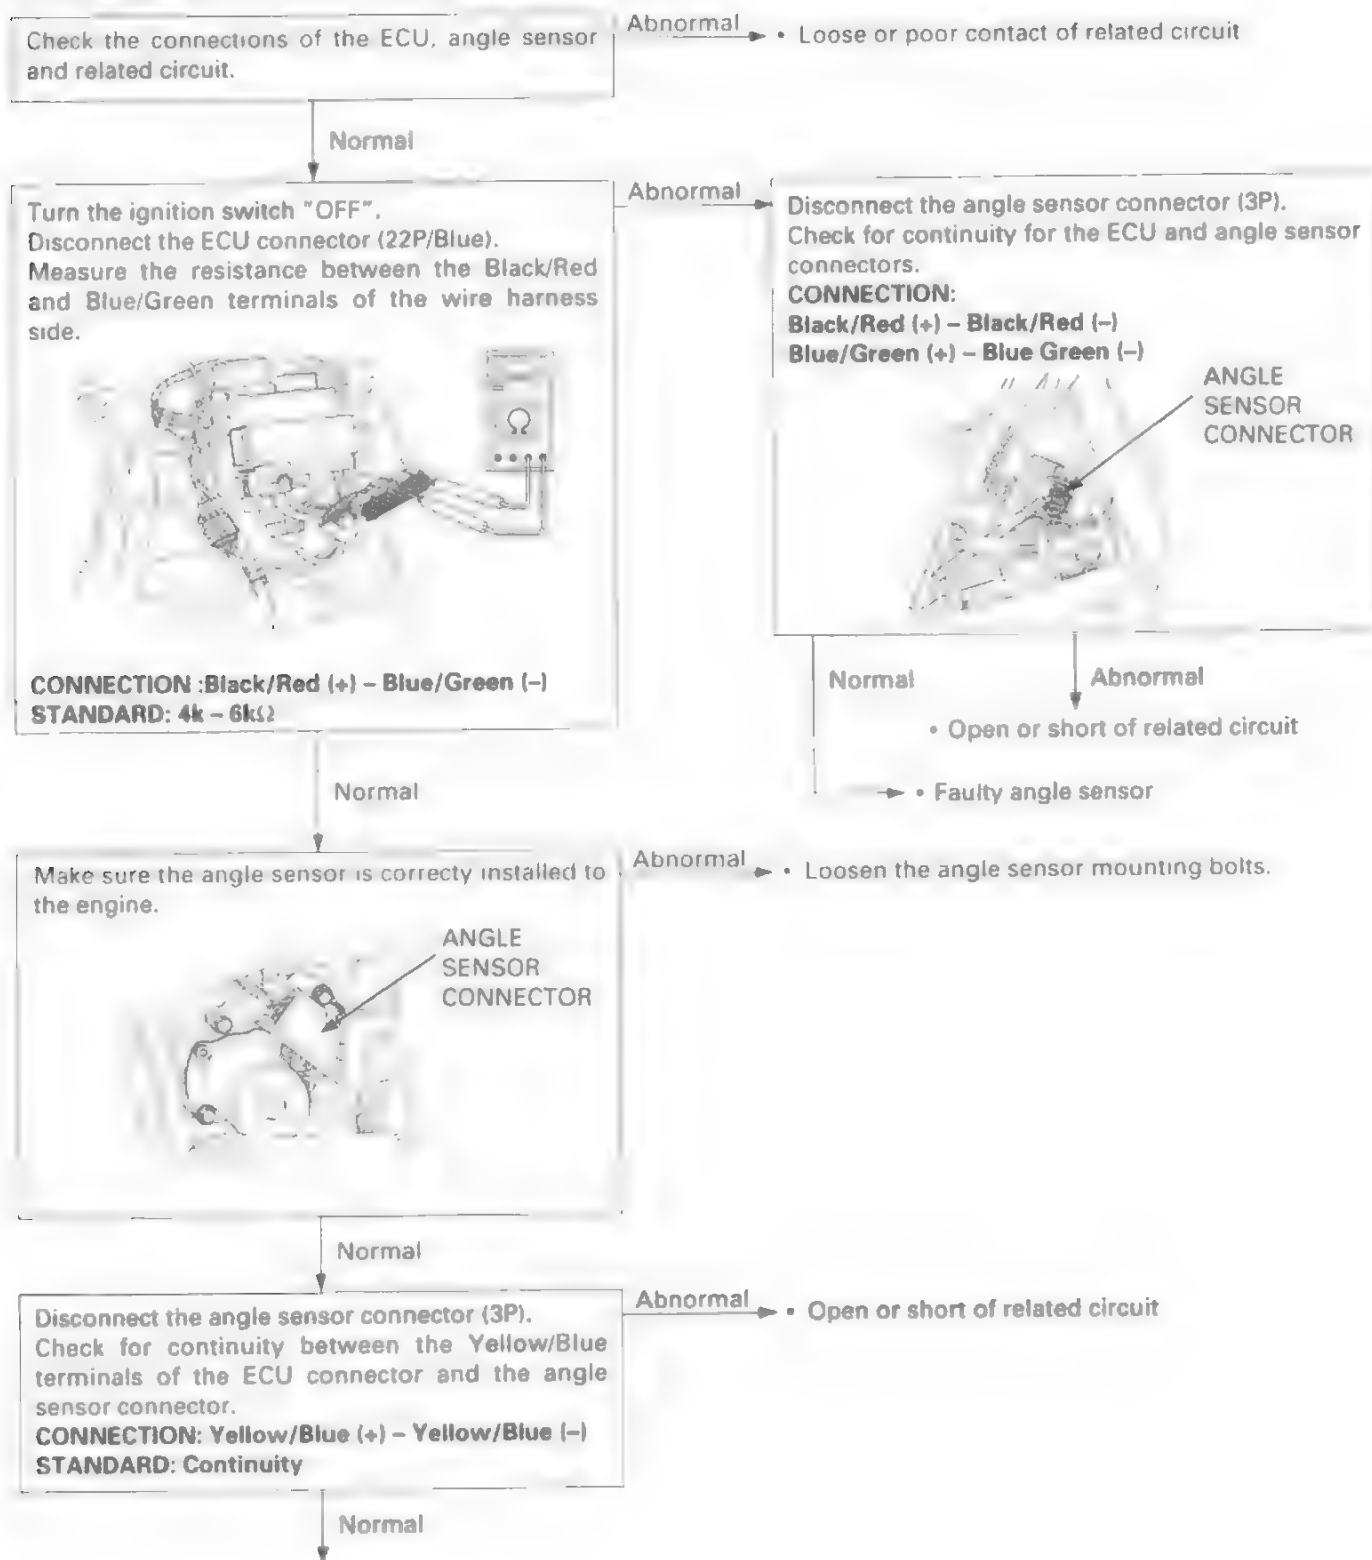 Check the connections of the ECU, angle sensor
and related circuit.
Abnormal
• Loose or poor contact of related circuit
Normal
Turn the ignition switch "OFF".
Disconnect the ECU connector (22P/Blue).
Measure the resistance between the Black/Red
and Blue/Green terminals of the wire harness
side.
Ω
CONNECTION :Black/Red (+) – Blue/Green (–)
STANDARD: 4k – 6kΩ
Abnormal
Disconnect the angle sensor connector (3P).
Check for continuity for the ECU and angle sensor
connectors.
CONNECTION:
Black/Red (+) – Black/Red (–)
Blue/Green (+) – Blue Green (–)
ANGLE
SENSOR
CONNECTOR
Normal
Abnormal
• Open or short of related circuit
• Faulty angle sensor
Normal
Make sure the angle sensor is correcty installed to
the engine.
ANGLE
SENSOR
CONNECTOR
Abnormal
• Loosen the angle sensor mounting bolts.
Normal
Disconnect the angle sensor connector (3P).
Check for continuity between the Yellow/Blue
terminals of the ECU connector and the angle
sensor connector.
CONNECTION: Yellow/Blue (+) – Yellow/Blue (–)
STANDARD: Continuity
Abnormal
• Open or short of related circuit
Normal